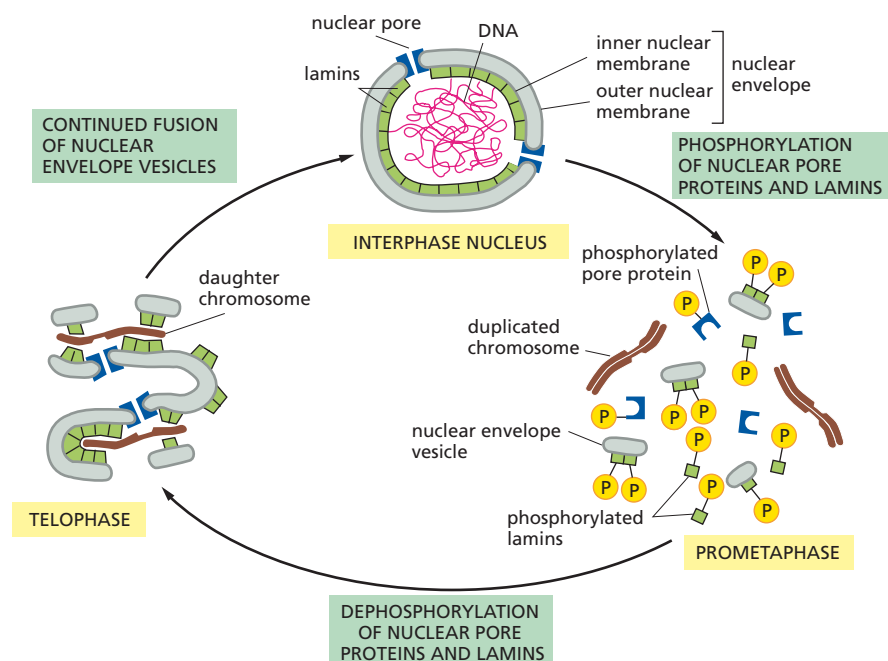 nuclear pore
DNA
lamins
inner nuclear
membrane
outer nuclear
membrane
nuclear
envelope
CONTINUED FUSION
OF NUCLEAR
ENVELOPE VESICLES
PHOSPHORYLATION
OF NUCLEAR PORE
PROTEINS AND LAMINS
INTERPHASE NUCLEUS
daughter
chromosome
phosphorylated
pore protein
duplicated
chromosome
nuclear envelope
vesicle
phosphorylated
lamins
P
P
P
P
P
P
P
P
P
P
P
P
TELOPHASE
PROMETAPHASE
DEPHOSPHORYLATION
OF NUCLEAR PORE
PROTEINS AND LAMINS